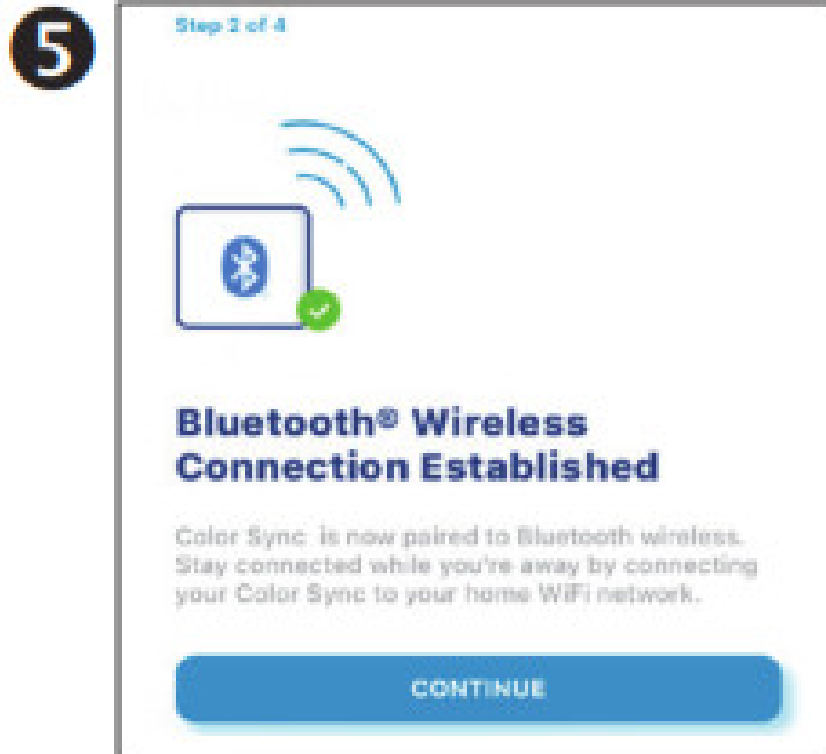 5
Step 2 of 4
Bluetooth® Wireless
Connection Established
Color Sync is now paired to Bluetooth wireless.
Stay connected while you're away by connecting
your Color Sync to your home WiFi network.
CONTINUE